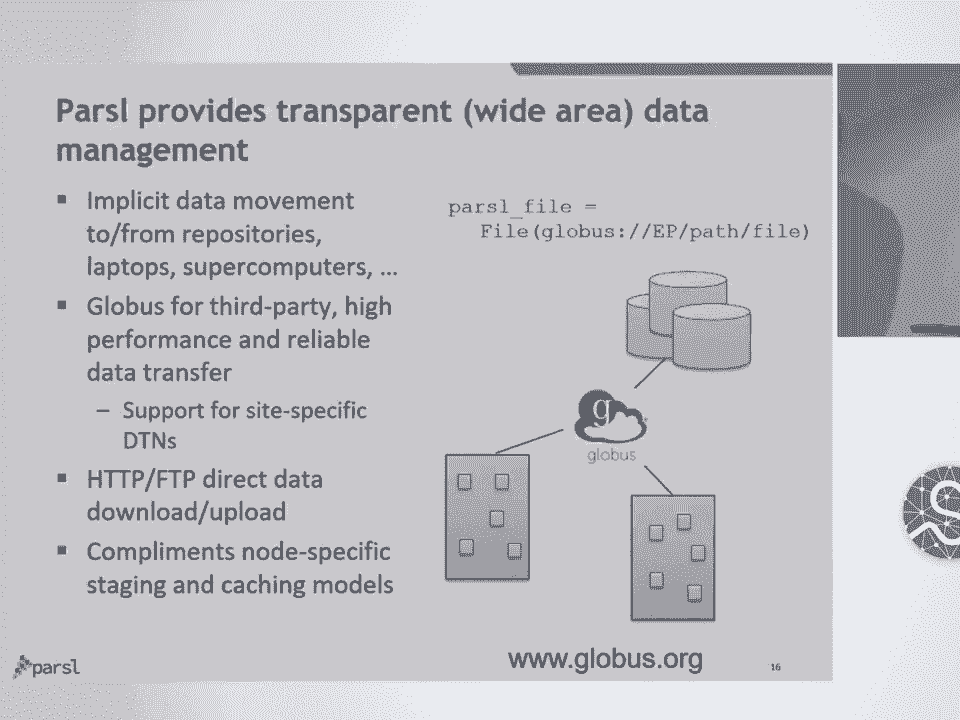 Parsl provides transparent (wide area) data
management
▪ Implicit data movement
to/from repositories,
laptops, supercomputers, …
▪ Globus for third-party, high
performance and reliable
data transfer
– Support for site-specific
DTNs
▪ HTTP/FTP direct data
download/upload
▪ Compliments node-specific
staging and caching models
parsl_file =
File(globus://EP/path/file)
g
globus
www.globus.org
parsl
16